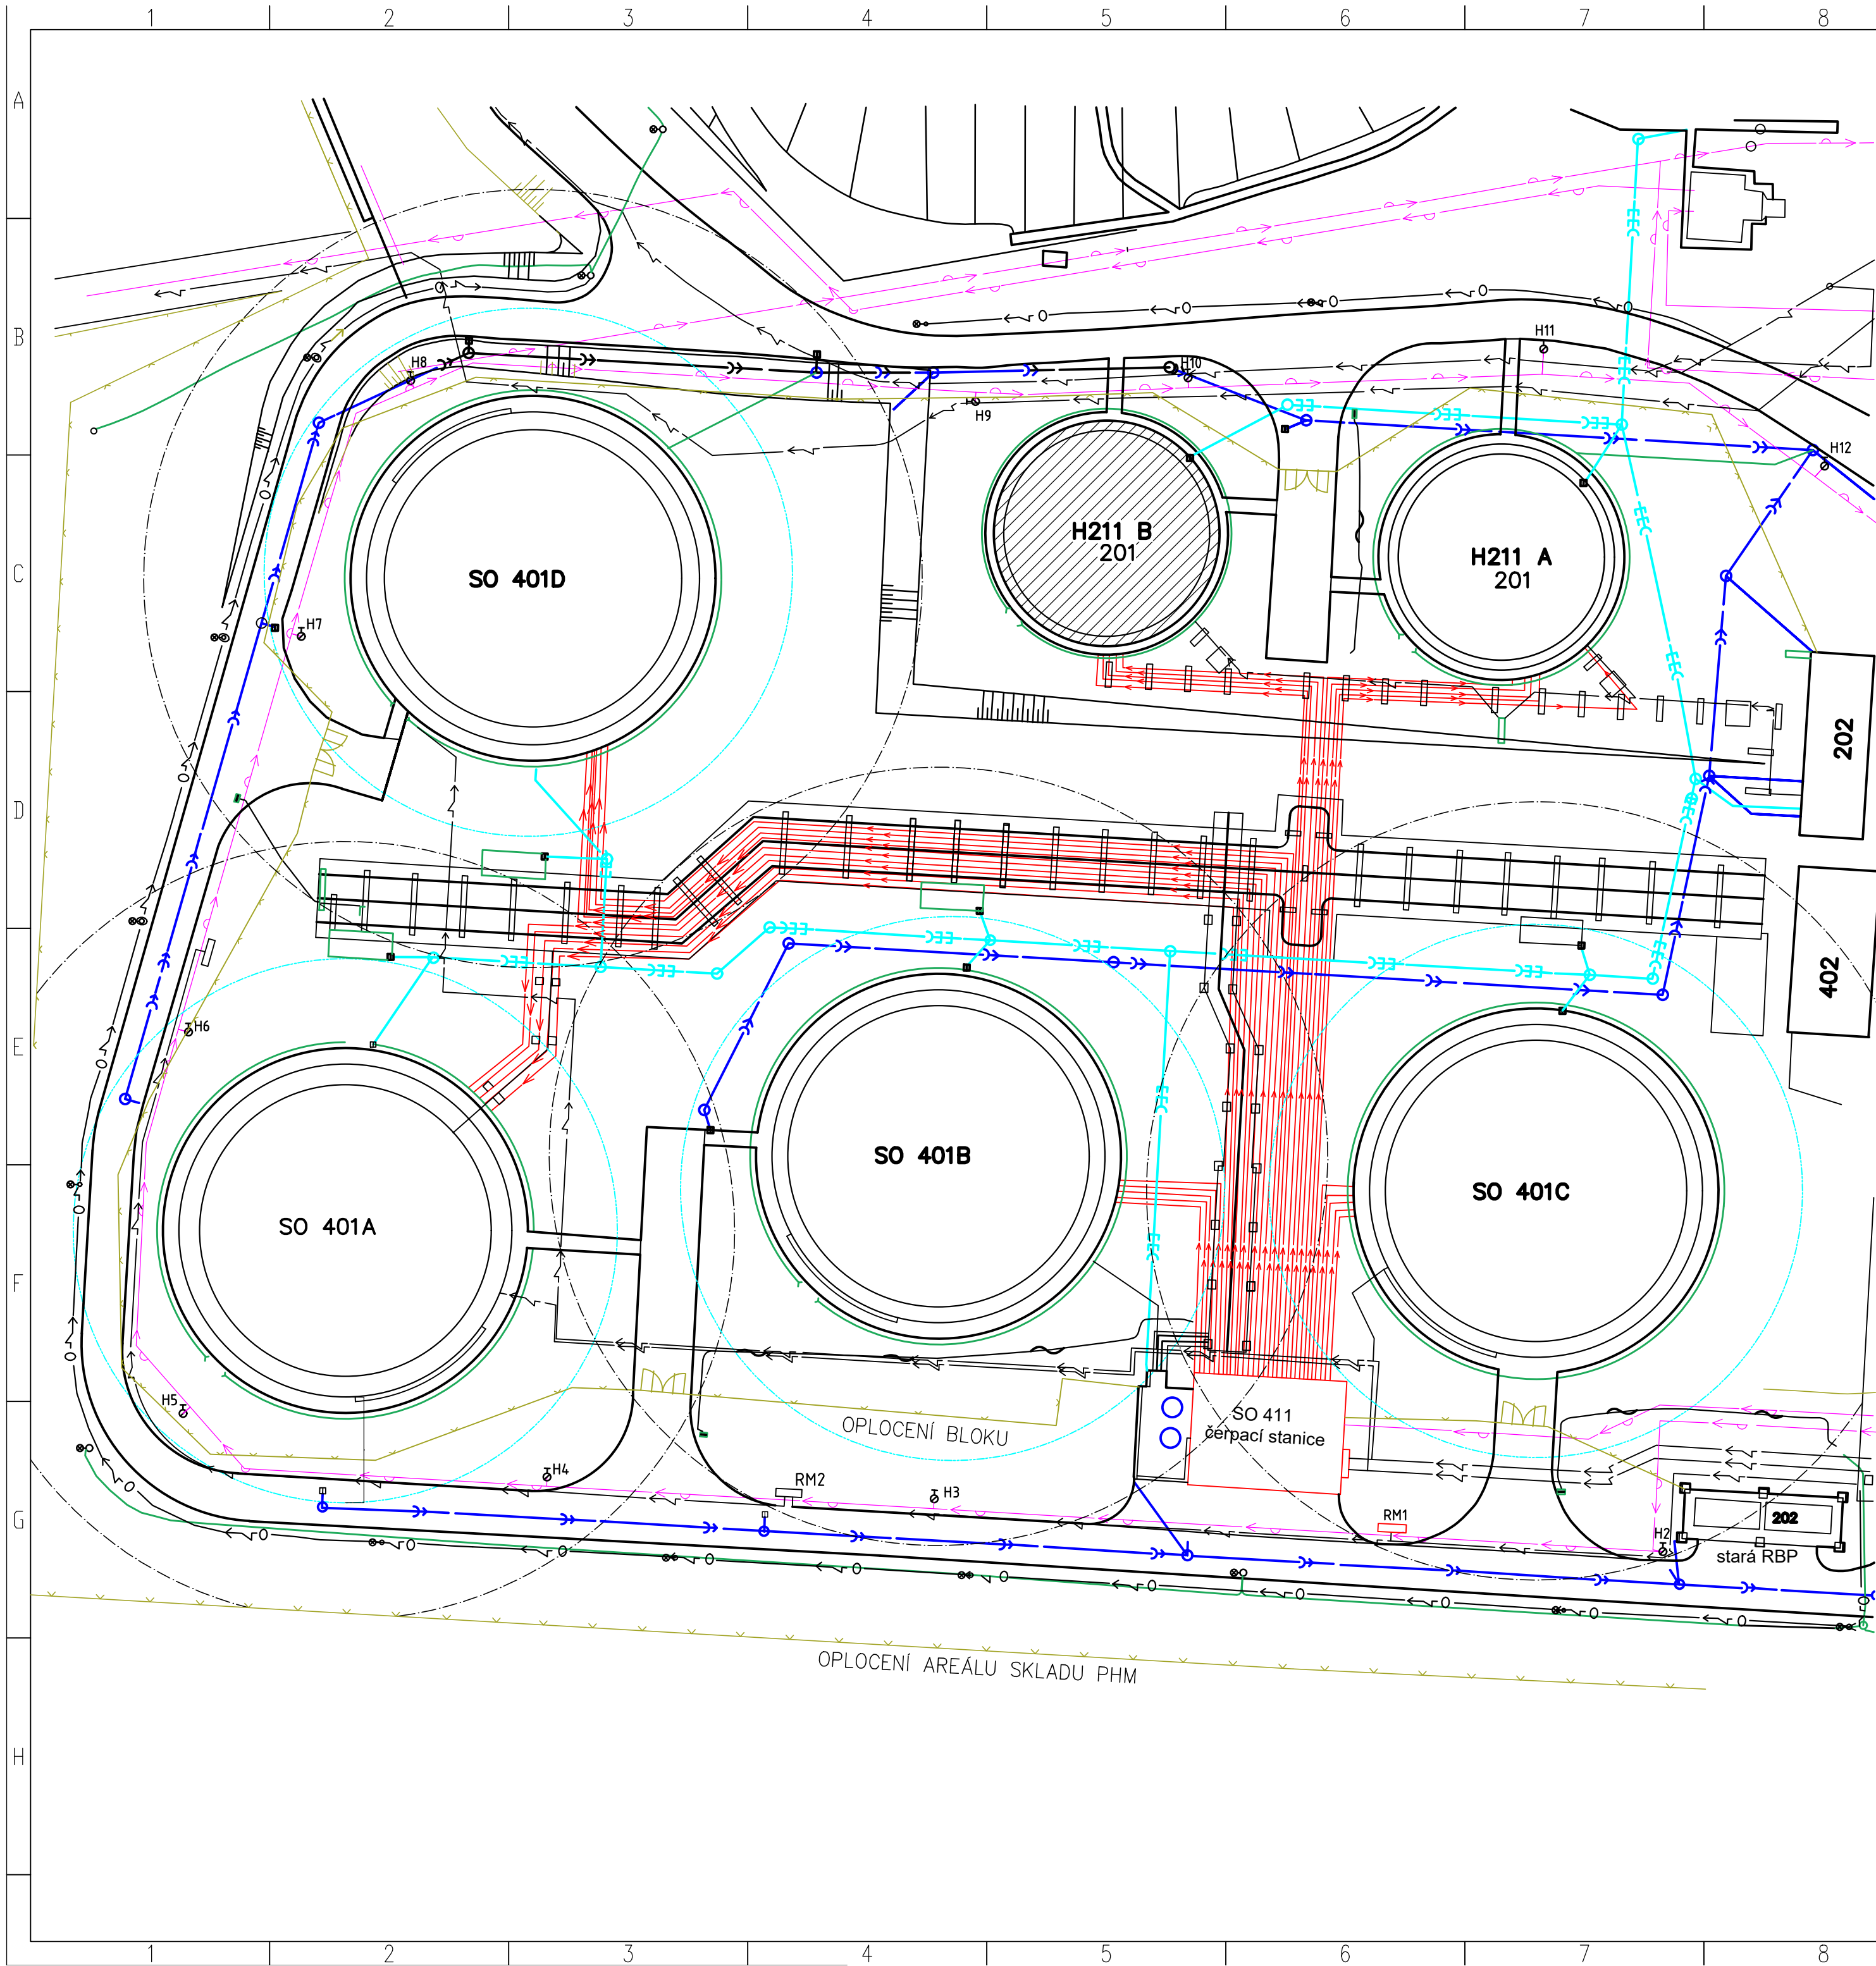 1 2 3 4 5 6 7 8
A
B
H11
H8
H10
H9
H12
C
H211 B
201
H211 A
201
SO 401D
H7
202
D
402
H6
E
SO 401B
SO 401C
SO 401A
F
H5
OPLOCENÍ BLOKU
SO 411
čerpací stanice
H4
RM2
H3
G
RM1
H2
202
stará RBP
OPLOCENÍ AREÁLU SKLADU PHM
H
1 2 3 4 5 6 7 8